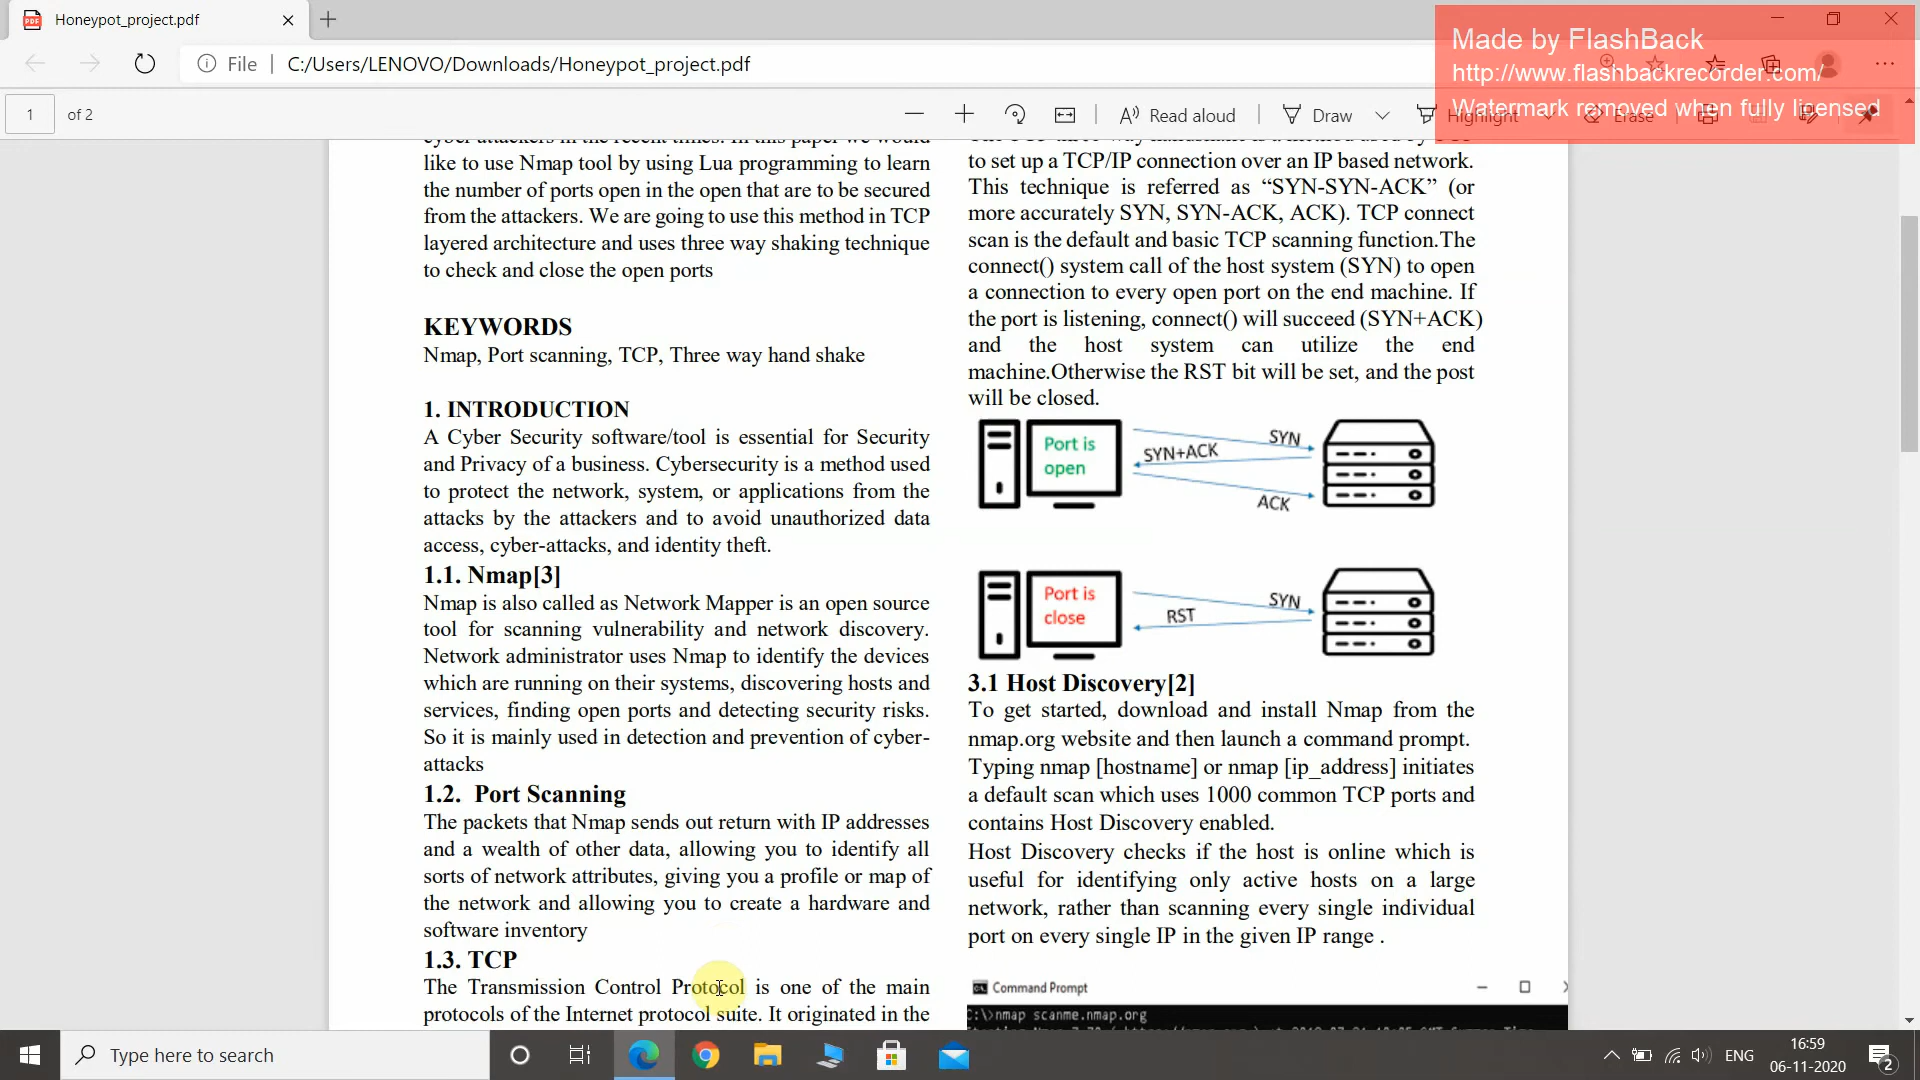 Honeypot_project.pdf
Made by FlashBack
http://www.flashbackrecorder.com/
Watermark removed when fully licensed
File
C:/Users/LENOVO/Downloads/Honeypot_project.pdf
1
of 2
Read aloud
Draw
Highlight
Erase
like to use Nmap tool by using Lua programming to learn
the number of ports open in the open that are to be secured
from the attackers. We are going to use this method in TCP
layered architecture and uses three way shaking technique
to check and close the open ports
KEYWORDS
Nmap, Port scanning, TCP, Three way hand shake
1. INTRODUCTION
A Cyber Security software/tool is essential for Security
and Privacy of a business. Cybersecurity is a method used
to protect the network, system, or applications from the
attacks by the attackers and to avoid unauthorized data
access, cyber-attacks, and identity theft.
1.1. Nmap[3]
Nmap is also called as Network Mapper is an open source
tool for scanning vulnerability and network discovery.
Network administrator uses Nmap to identify the devices
which are running on their systems, discovering hosts and
services, finding open ports and detecting security risks.
So it is mainly used in detection and prevention of cyber-
attacks
1.2. Port Scanning
The packets that Nmap sends out return with IP addresses
and a wealth of other data, allowing you to identify all
sorts of network attributes, giving you a profile or map of
the network and allowing you to create a hardware and
software inventory
1.3. TCP
The Transmission Control Protocol is one of the main
protocols of the Internet protocol suite. It originated in the
to set up a TCP/IP connection over an IP based network.
This technique is referred as “SYN-SYN-ACK” (or
more accurately SYN, SYN-ACK, ACK). TCP connect
scan is the default and basic TCP scanning function.The
connect() system call of the host system (SYN) to open
a connection to every open port on the end machine. If
the port is listening, connect() will succeed (SYN+ACK)
and the host system can utilize the end
machine.Otherwise the RST bit will be set, and the post
will be closed.
Port is
open
SYN
SYN+ACK
ACK
Port is
close
SYN
RST
3.1 Host Discovery[2]
To get started, download and install Nmap from the
nmap.org website and then launch a command prompt.
Typing nmap [hostname] or nmap [ip_address] initiates
a default scan which uses 1000 common TCP ports and
contains Host Discovery enabled.
Host Discovery checks if the host is online which is
useful for identifying only active hosts on a large
network, rather than scanning every single individual
port on every single IP in the given IP range .
Command Prompt
C:\>nmap scanme.nmap.org
Type here to search
ENG
16:59
06-11-2020
2